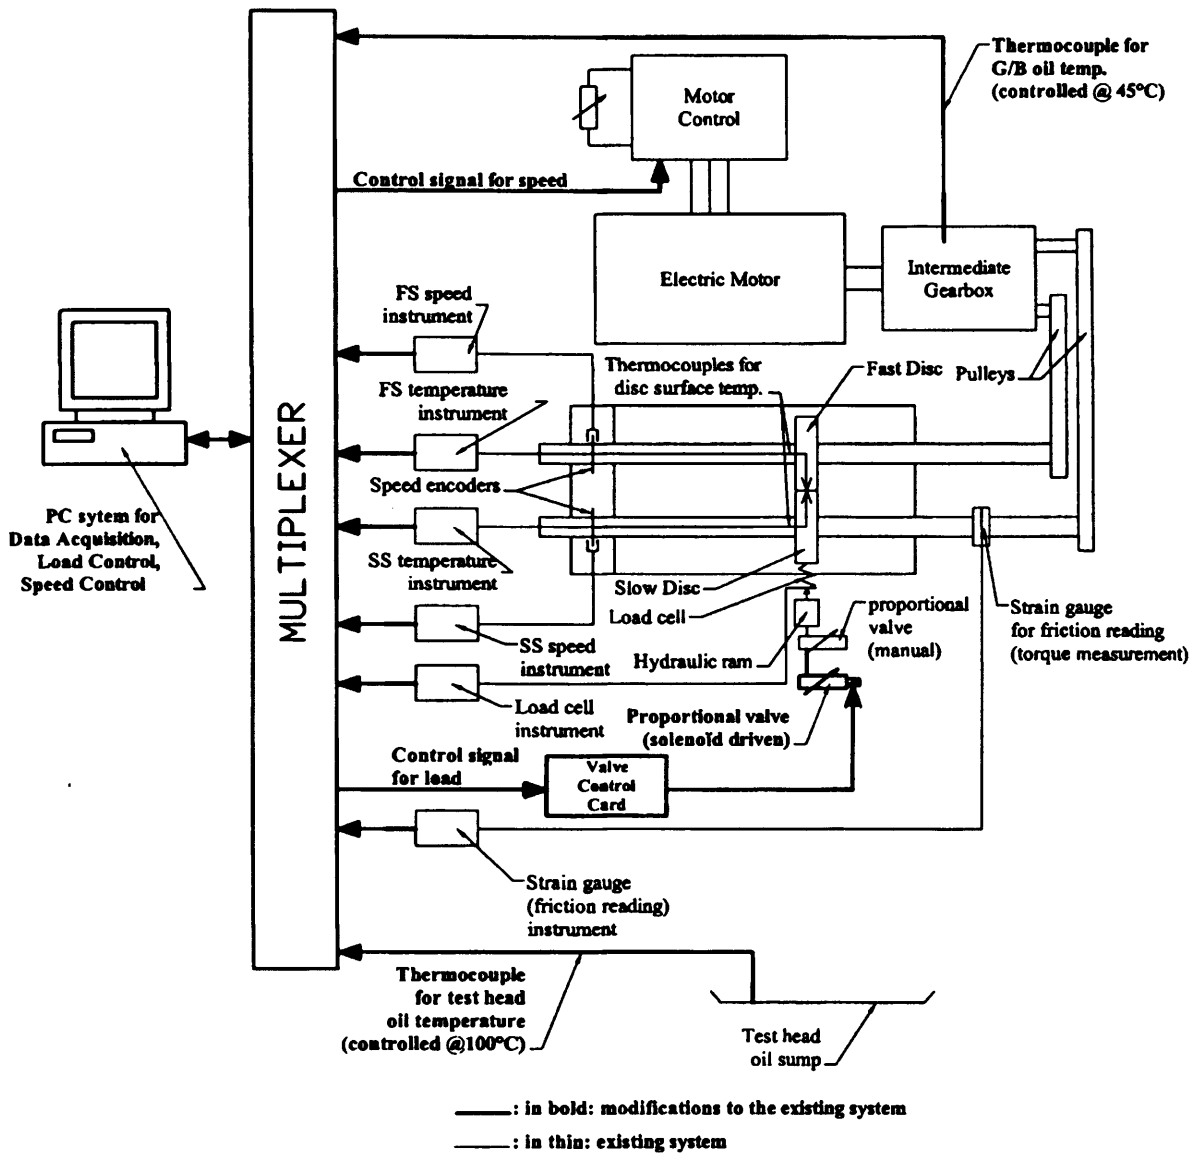 Thermocouple for
G/B oil temp.
(controlled @ 45°C)
Motor
Control
Control signal for speed
Electric Motor
Intermediate
Gearbox
FS speed
instrument
Thermocouples for
disc surface temp.
Fast Disc
Pulleys
FS temperature
instrument
MULTIPLEXER
Speed encoders
PC sytem for
Data Acquisition,
Load Control,
Speed Control
SS temperature
instrument
Slow Disc
Load cell
proportional
valve
(manual)
Strain gauge
for friction reading
(torque measurement)
SS speed
instrument
Hydraulic ram
Load cell
instrument
Proportional valve
(solenoid driven)
Control signal
for load
Valve
Control
Card
Strain gauge
(friction reading)
instrument
Thermocouple
for test head
oil temperature
(controlled @100°C)
Test head
oil sump
: in bold: modifications to the existing system
: in thin: existing system